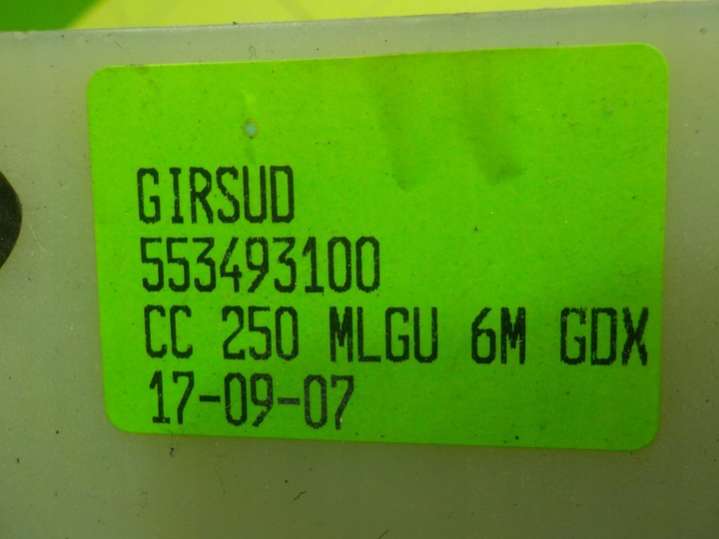 GIRSUD
553493100
CC 250 MLGU 6M GDX
17-09-07